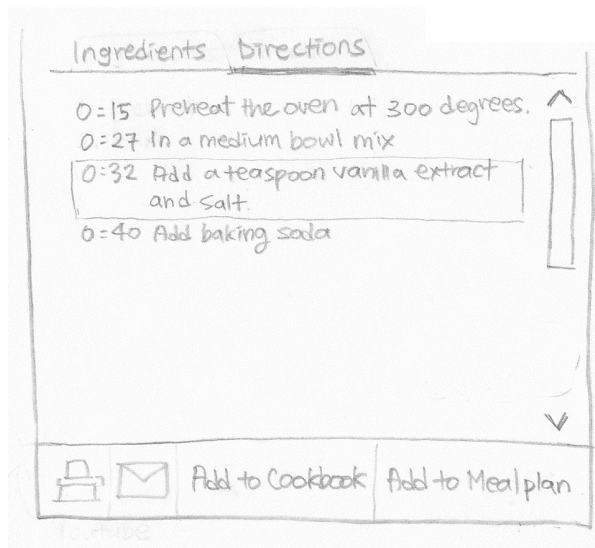 Ingredients Directions
0:15 Preheat the oven at 300 degrees.
0:27 In a medium bowl mix
0:32 Add a teaspoon vanilla extract
and salt.
0:40 Add baking soda
Add to Cookbook Add to Mealplan
Youtube